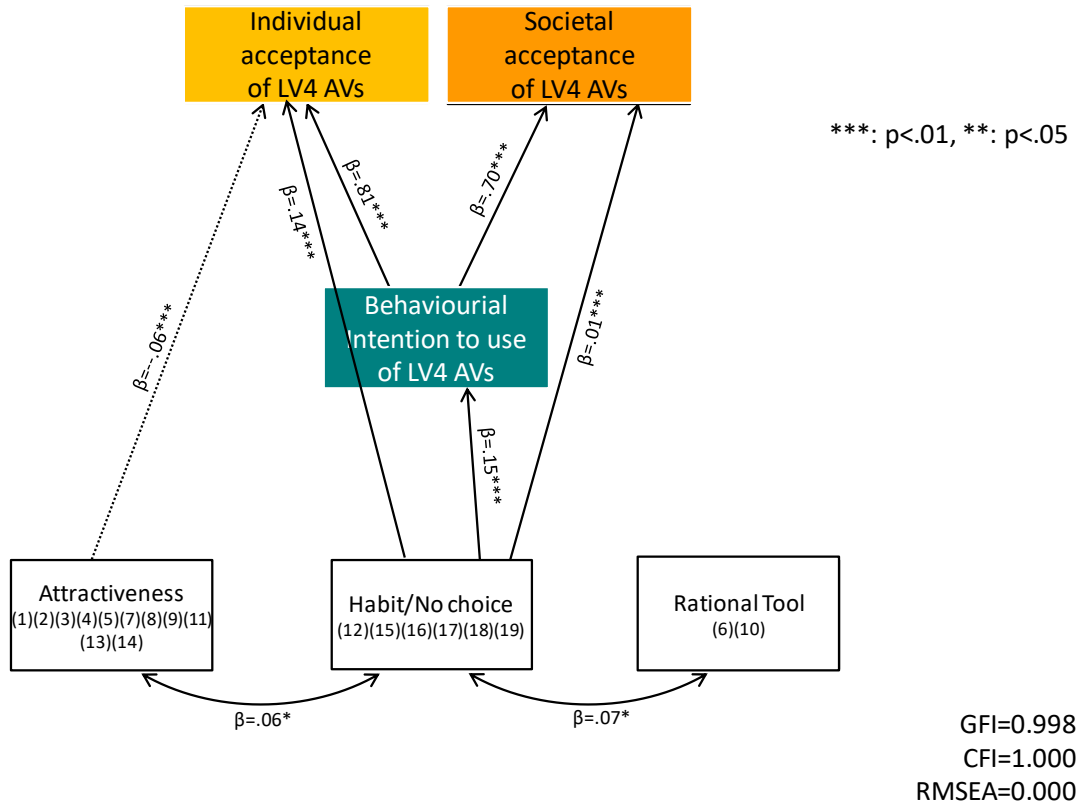 Individual
acceptance
of LV4 AVs
Societal
acceptance
of LV4 AVs
***: p<.01, **: p<.05
β=.81***
β=.70***
β=.14***
β=.01***
β=--.06***
Behaviourial
Intention to use
of LV4 AVs
β=.15***
Attractiveness
(1)(2)(3)(4)(5)(7)(8)(9)(11)
(13)(14)
Habit/No choice
(12)(15)(16)(17)(18)(19)
Rational Tool
(6)(10)
β=.06*
β=.07*
GFI=0.998
CFI=1.000
RMSEA=0.000